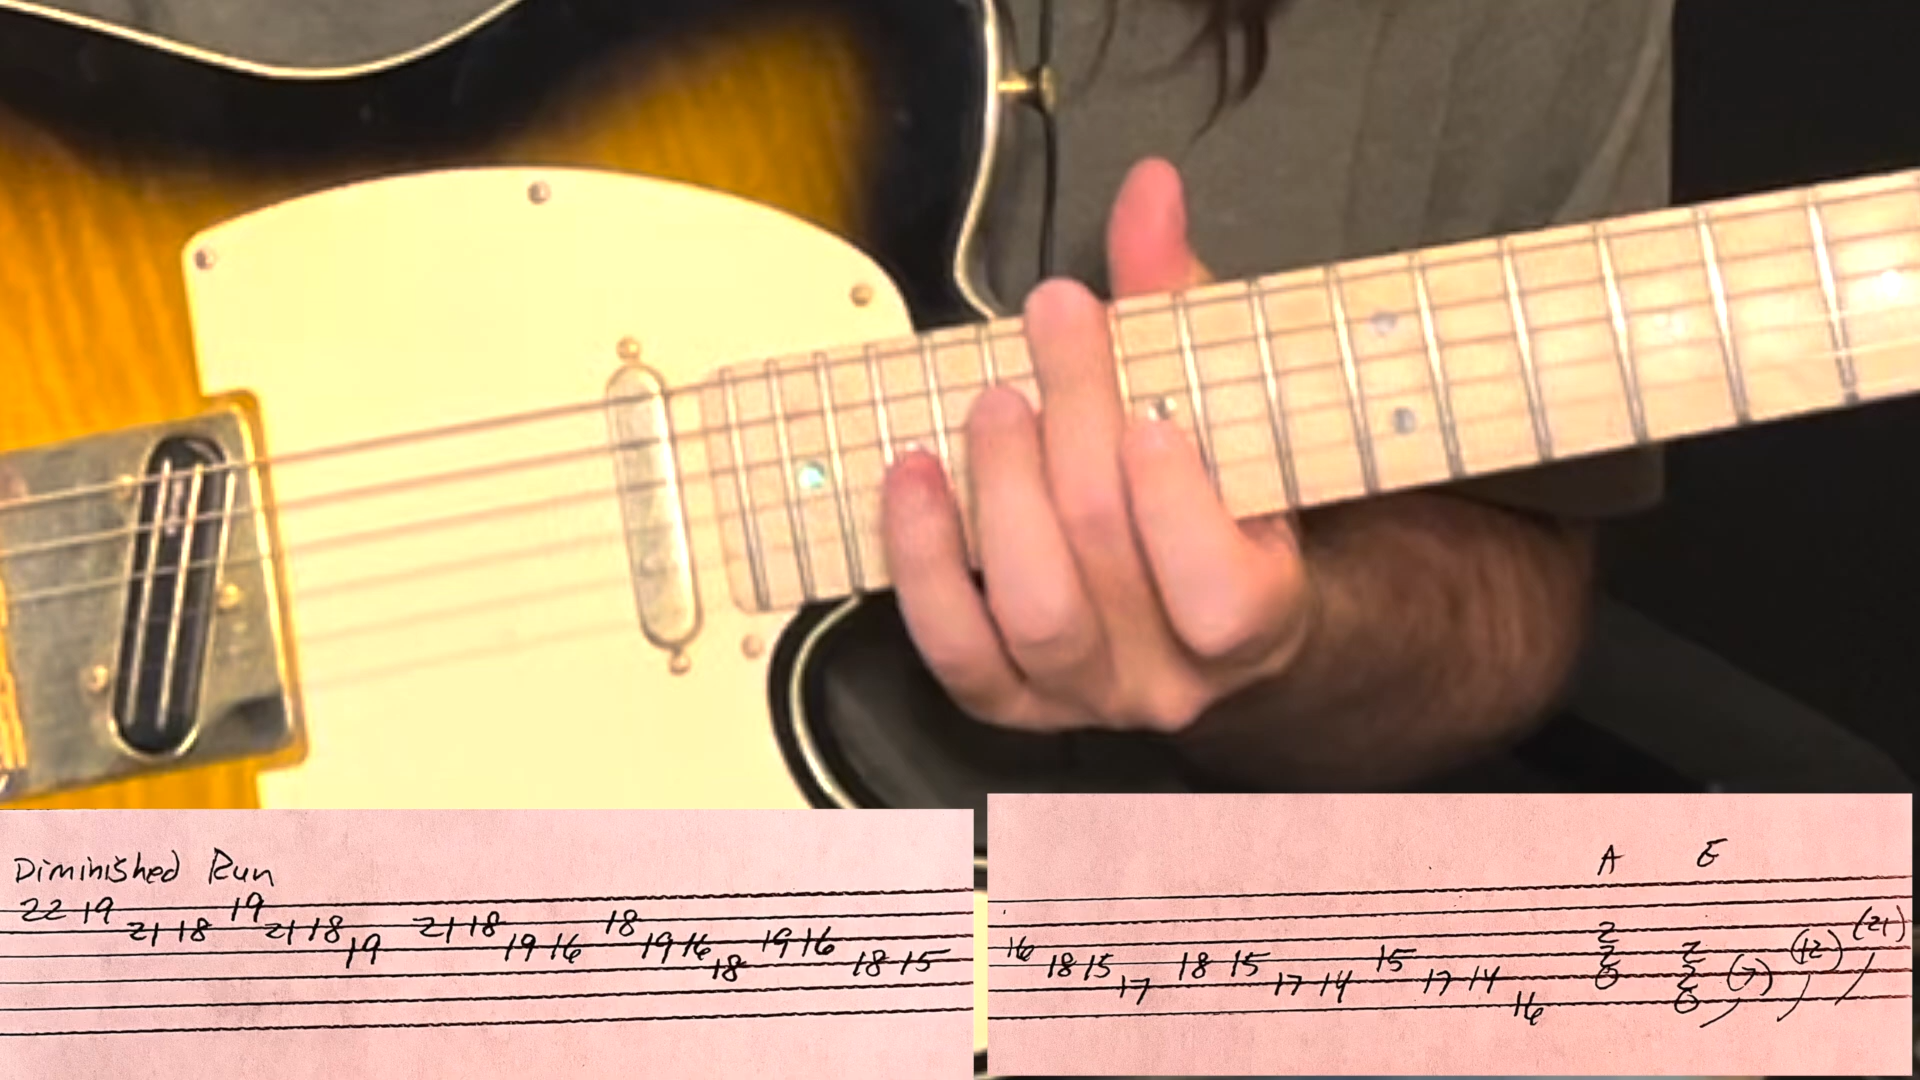 Diminished Run
22 19 21 18 19 21 18 19 21 18 19 16 18 19 16 18 19 16 18 15
A E
16 18 15 17 18 15 17 14 15 17 14 16 2 2 2 0 2 2 0 (7) (12) (21)